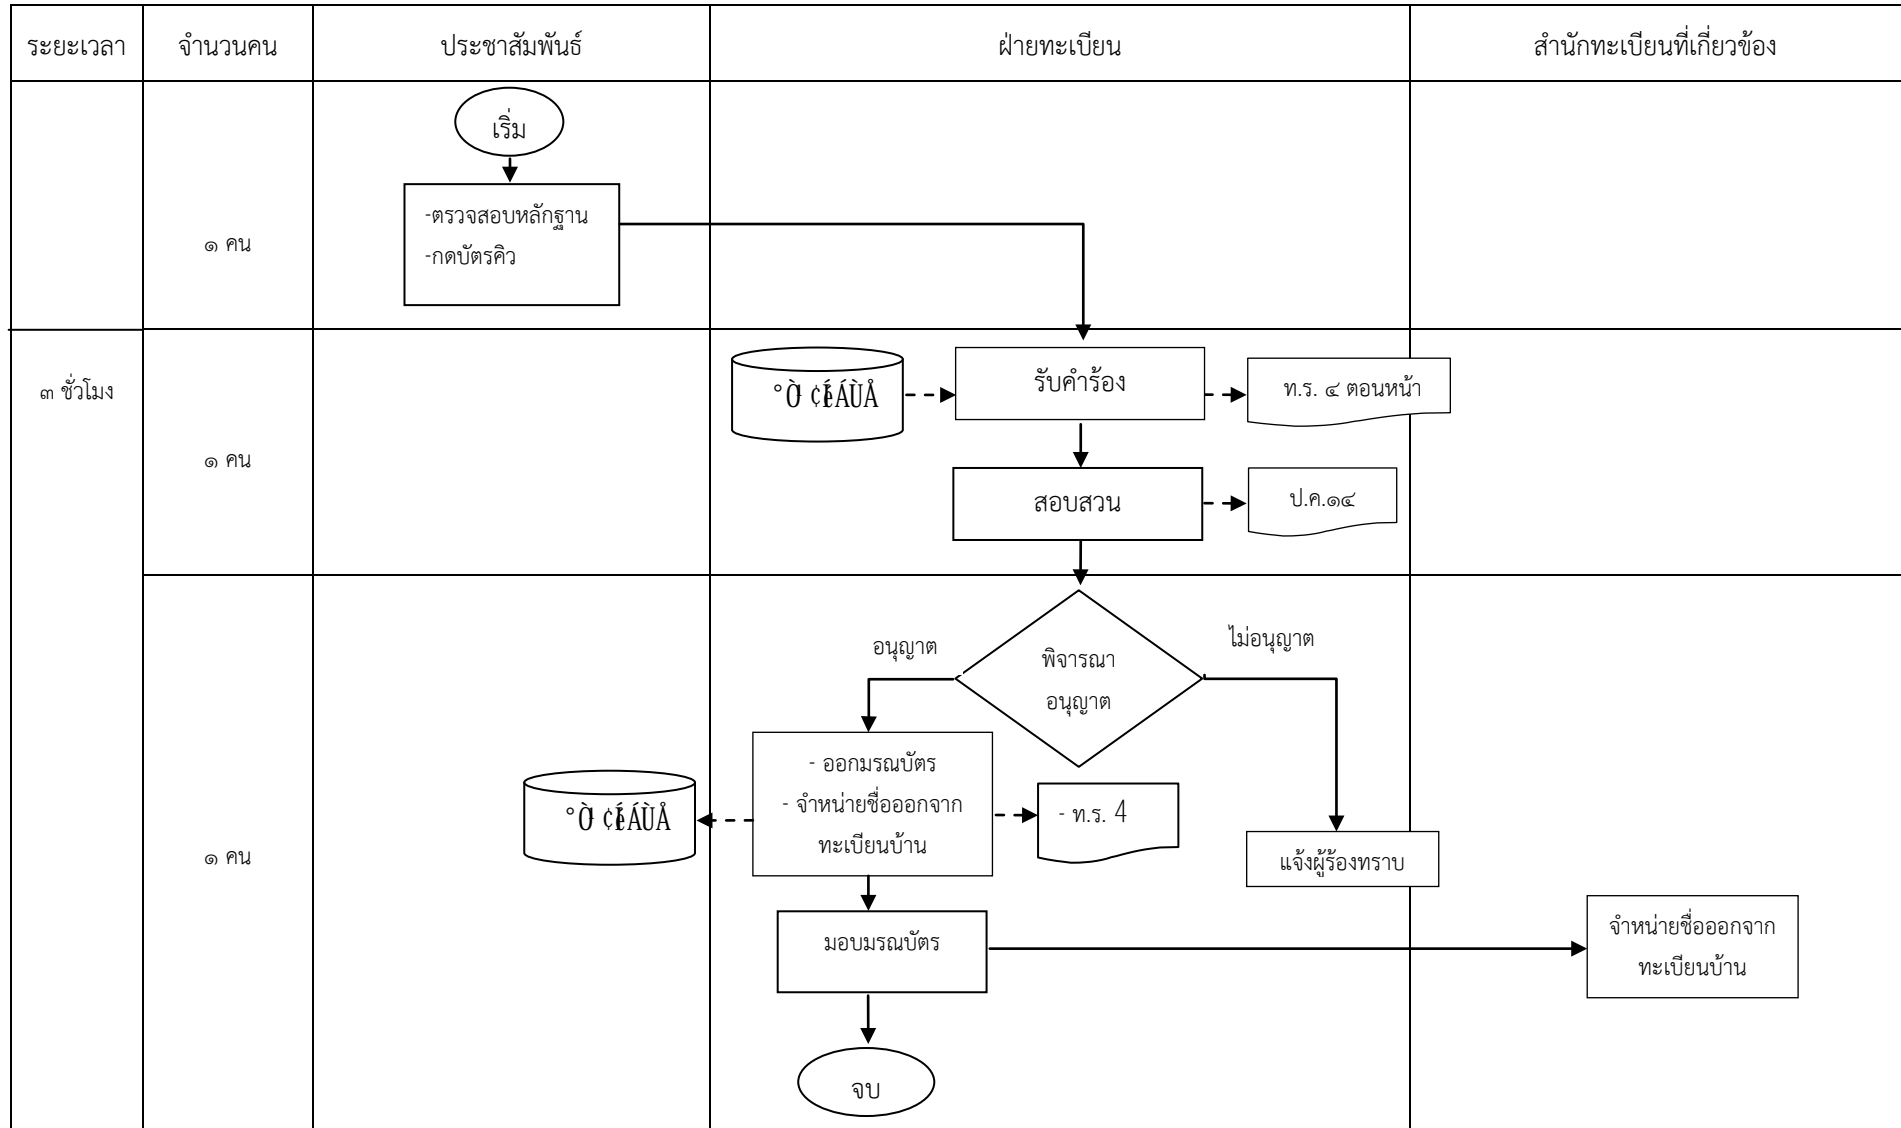 ระยะเวลา
จำนวนคน
ประชาสัมพันธ์
ฝ่ายทะเบียน
สำนักทะเบียนที่เกี่ยวข้อง
เริ่ม
-ตรวจสอบหลักฐาน
-กดบัตรคิว
๑ คน
๓ ชั่วโมง
รับคำร้อง
ท.ร. ๔ ตอนหน้า
๑ คน
สอบสวน
ป.ค.๑๔
อนุญาต
ไม่อนุญาต
พิจารณา
อนุญาต
- ออกมรณบัตร
- จำหน่ายชื่อออกจาก
ทะเบียนบ้าน
- ท.ร. 4
๑ คน
แจ้งผู้ร้องทราบ
มอบมรณบัตร
จำหน่ายชื่อออกจาก
ทะเบียนบ้าน
จบ